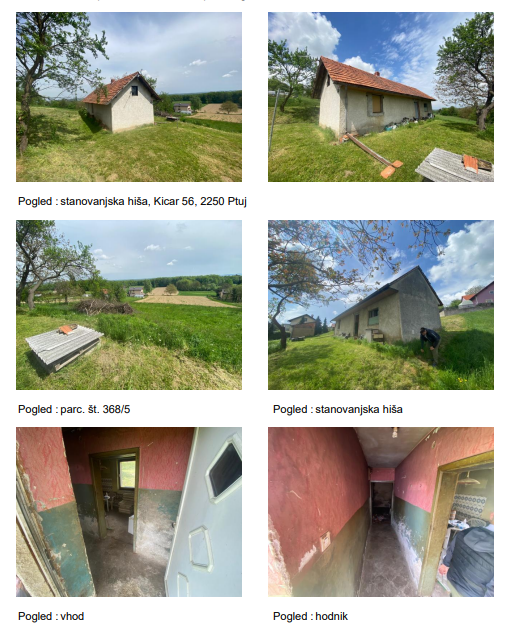 Pogled : stanovanjska hiša, Kicar 56, 2250 Ptuj
Pogled : parc. št. 368/5
Pogled : stanovanjska hiša
Pogled : vhod
Pogled : hodnik